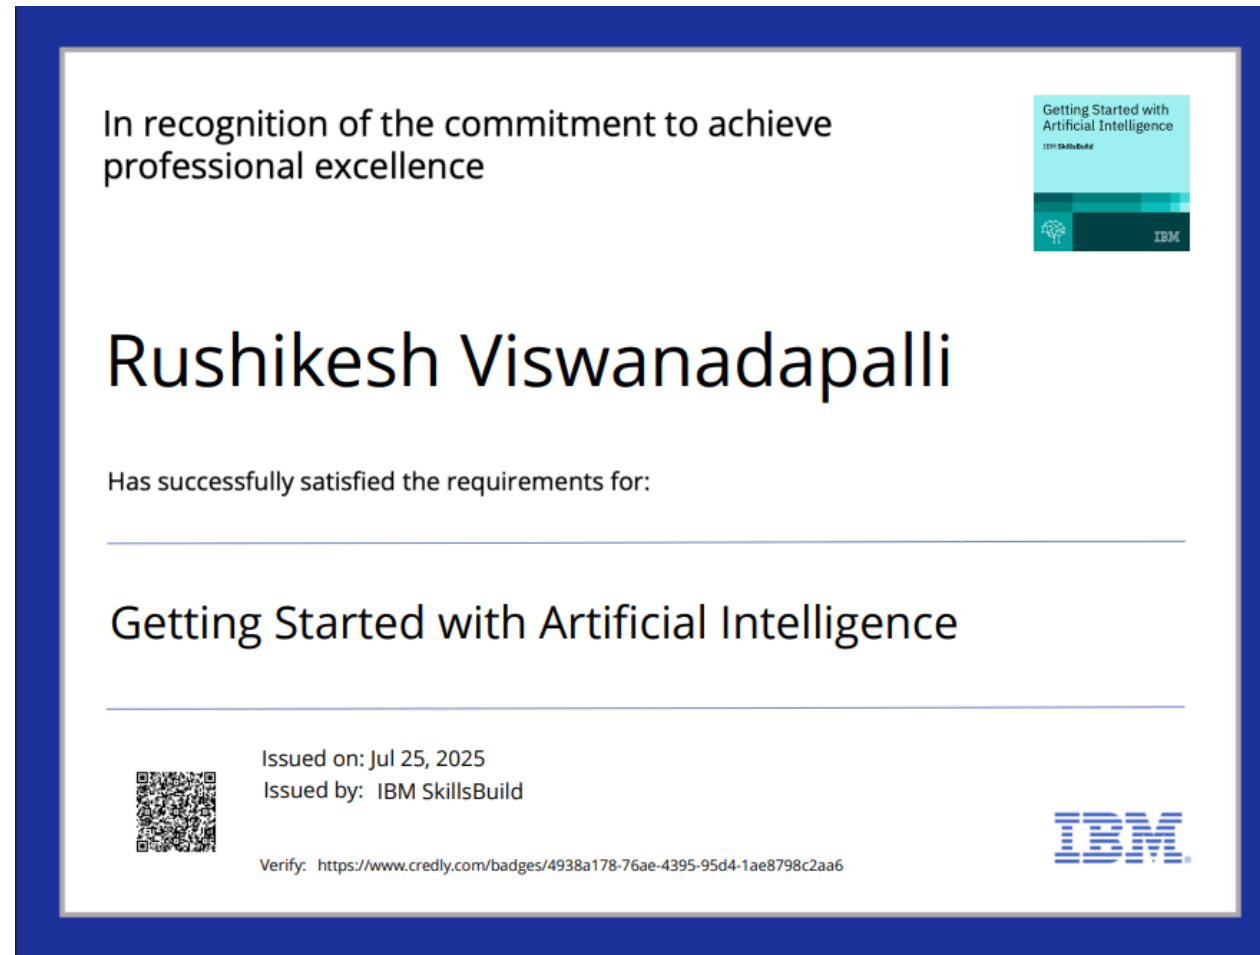 In recognition of the commitment to achieve
professional excellence
Getting Started with
Artificial Intelligence
IBM SkillsBuild
IBM
Rushikesh Viswanadapalli
Has successfully satisfied the requirements for:
Getting Started with Artificial Intelligence
Issued on: Jul 25, 2025
Issued by: IBM SkillsBuild
Verify: https://www.credly.com/badges/4938a178-76ae-4395-95d4-1ae8798c2aa6
IBM